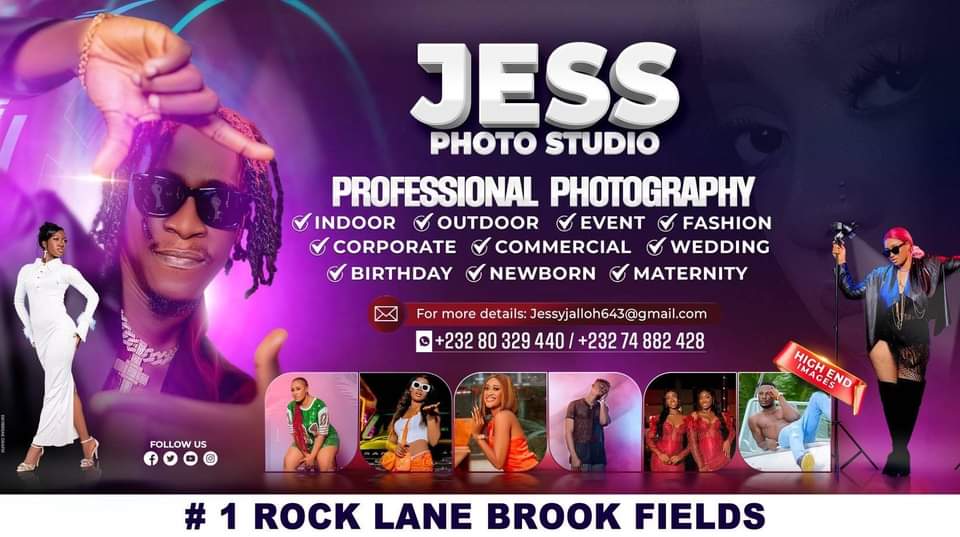 JESS
PHOTO STUDIO
PROFESSIONAL PHOTOGRAPHY
INDOOR OUTDOOR EVENT FASHION
CORPORATE COMMERCIAL WEDDING
BIRTHDAY NEWBORN MATERNITY
For more details: Jessyjalloh643@gmail.com
+232 80 329 440 / +232 74 882 428
HIGH END
IMAGES
FOLLOW US
# 1 ROCK LANE BROOK FIELDS